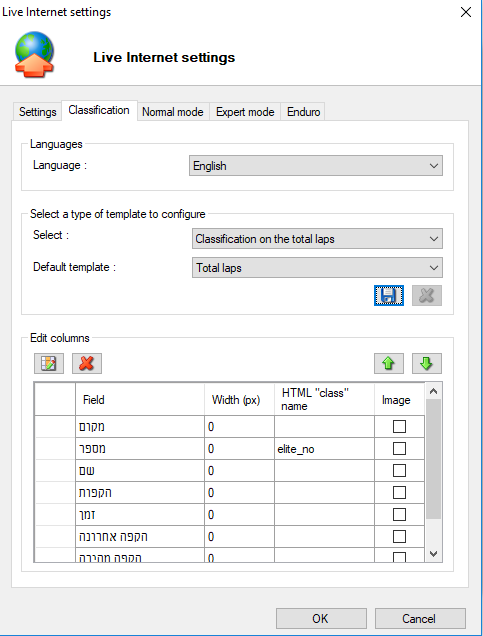 Live Internet settings
Live Internet settings
Settings Classification Normal mode Expert mode Enduro
Languages
Language : English
Select a type of template to configure
Select : Classification on the total laps
Default template : Total laps
Edit columns
Field Width (px) HTML "class" name Image
מקום 0
מספר 0 elite_no
שם 0
הקפות 0
זמן 0
הקפה אחרונה 0
הקפה מהירה 0
OK Cancel